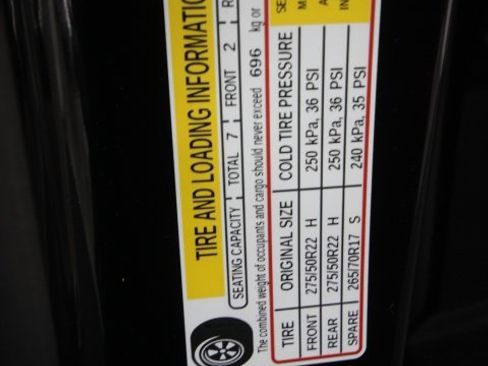 TIRE AND LOADING INFORMATIO
SEATING CAPACITY TOTAL 7 FRONT 2 R
The combined weight of occupants and cargo should never exceed 696 kg or
TIRE ORIGINAL SIZE COLD TIRE PRESSURE SE
FRONT 275/50R22 H 250 kPa, 36 PSI M
REAR 275/50R22 H 250 kPa, 36 PSI A
SPARE 265/70R17 S 240 kPa, 35 PSI IN